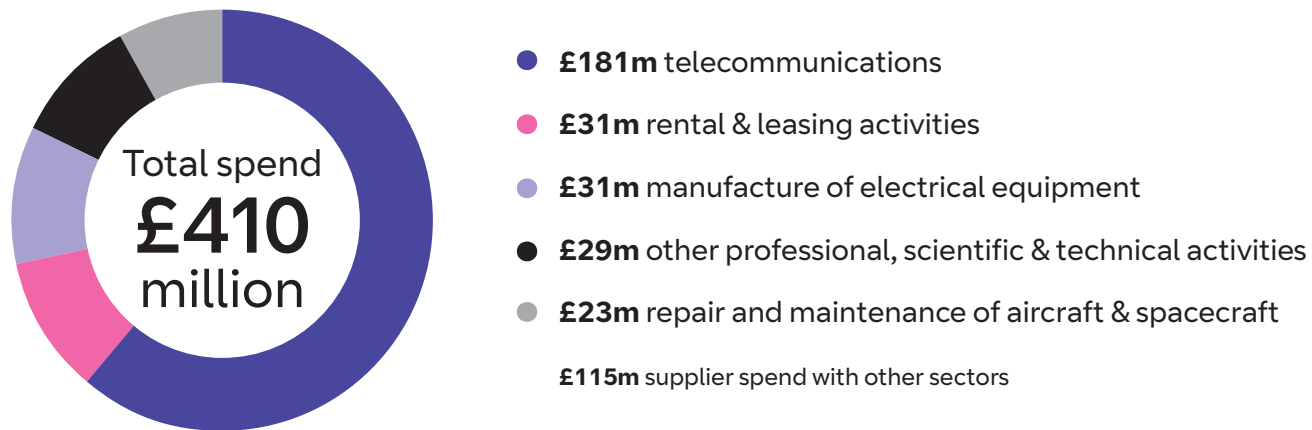 Total spend
£410
million
£181m telecommunications
£31m rental & leasing activities
£31m manufacture of electrical equipment
£29m other professional, scientific & technical activities
£23m repair and maintenance of aircraft & spacecraft
£115m supplier spend with other sectors